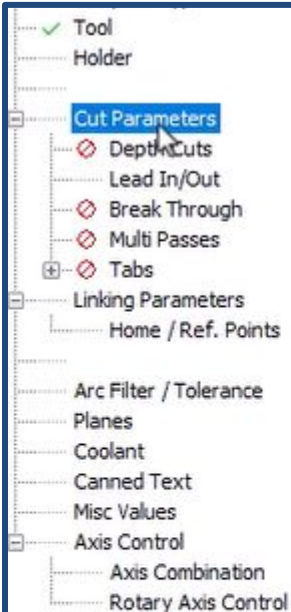 Tool
Holder
Cut Parameters
Depth Cuts
Lead In/Out
Break Through
Multi Passes
Tabs
Linking Parameters
Home / Ref. Points
Arc Filter / Tolerance
Planes
Coolant
Canned Text
Misc Values
Axis Control
Axis Combination
Rotary Axis Control